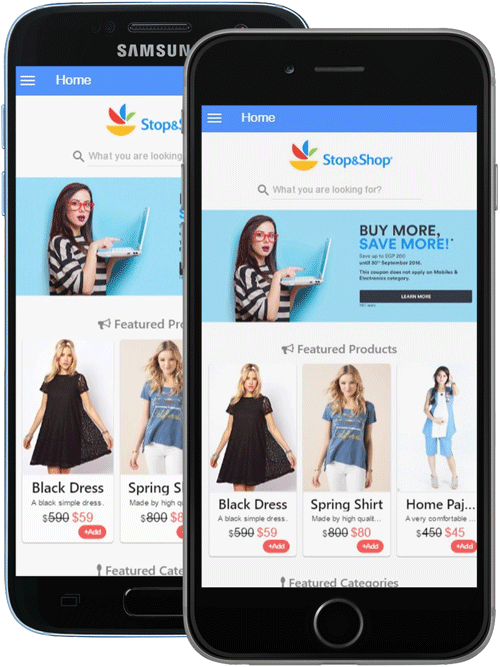 SAMSUN
Home
Stop&Shop
What you are looking
Featured Pro
Black Dress
A black simple dress.
$590 $59
+Add
Spring S
Made by high q
$800 $8
Featured Cate
Home
Stop&Shop
What you are looking for?
BUY MORE,
SAVE MORE!*
Save up to EGP 200
until 30th September 2016.
This coupon does not apply on Mobiles &
Electronics category.
LEARN MORE
Featured Products
Black Dress
A black simple dress.
$590 $59
+Add
Spring Shirt
Made by high qualit...
$800 $80
+Add
Home Paj...
A very comfortable ...
$450 $45
+Add
Featured Categories